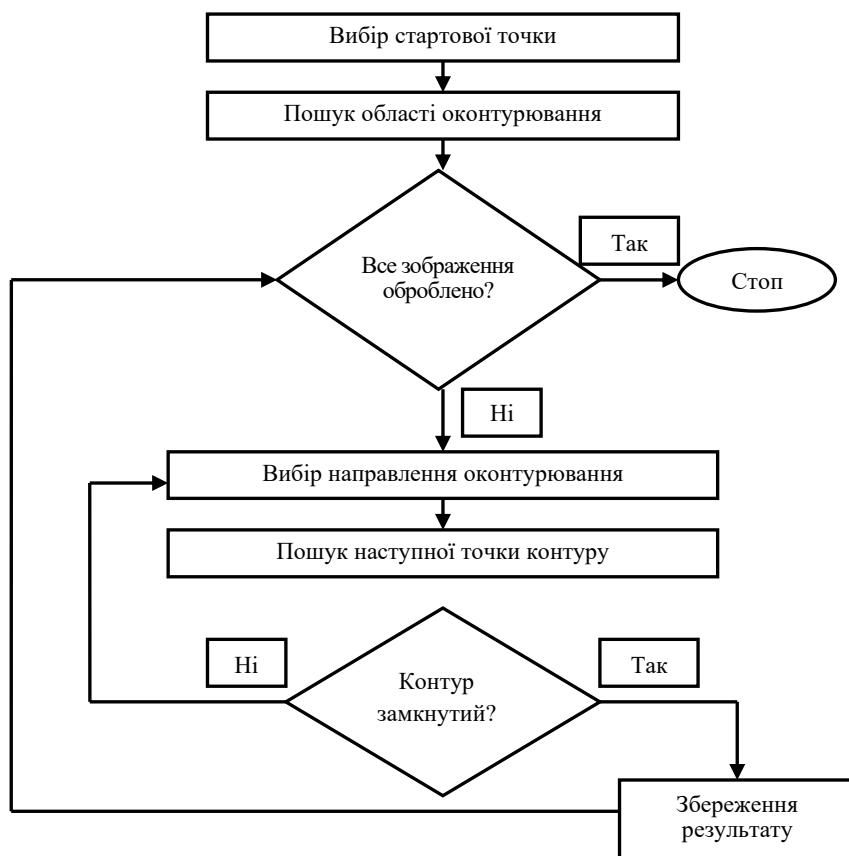 Вибір стартової точки
Пошук області оконтурювання
Так
Все зображення
оброблено?
Стоп
Ні
Вибір направлення оконтурювання
Пошук наступної точки контуру
Ні
Так
Контур
замкнутий?
Збереження
результату